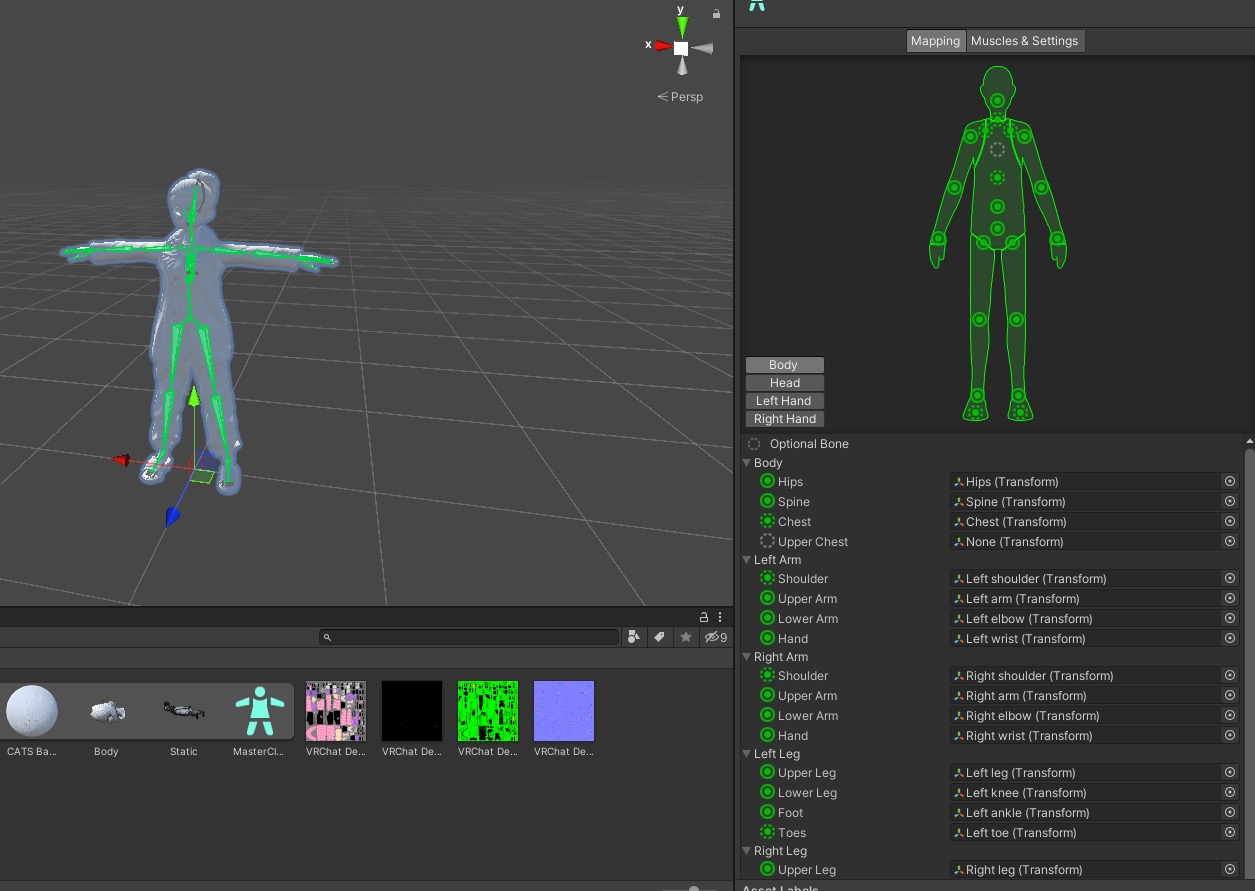 y
x
Persp
Mapping
Muscles & Settings
Body
Head
Left Hand
Right Hand
Optional Bone
Body
Hips Hips (Transform)
Spine Spine (Transform)
Chest Chest (Transform)
Upper Chest None (Transform)
Left Arm
Shoulder Left shoulder (Transform)
Upper Arm Left arm (Transform)
Lower Arm Left elbow (Transform)
Hand Left wrist (Transform)
Right Arm
Shoulder Right shoulder (Transform)
Upper Arm Right arm (Transform)
Lower Arm Right elbow (Transform)
Hand Right wrist (Transform)
Left Leg
Upper Leg Left leg (Transform)
Lower Leg Left knee (Transform)
Foot Left ankle (Transform)
Toes Left toe (Transform)
Right Leg
Upper Leg Right leg (Transform)
Asset Labels
9
CATS Ba... Body Static MasterCl... VRChat De... VRChat De... VRChat De... VRChat De...